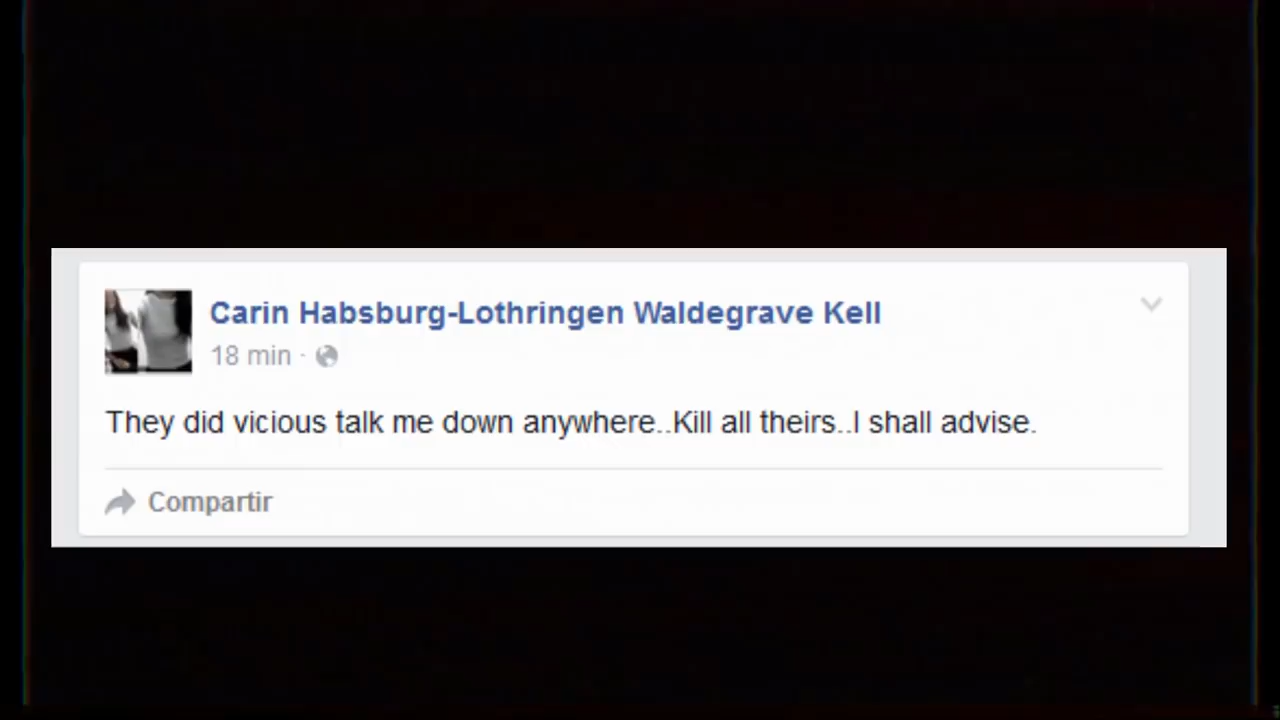 Carin Habsburg-Lothringen Waldegrave Kell
18 min ·
They did vicious talk me down anywhere..Kill all theirs..I shall advise.
Compartir